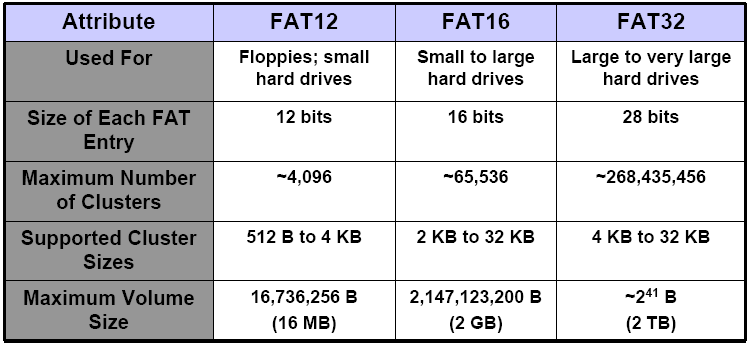 Attribute FAT12 FAT16 FAT32
Used For Floppies; small hard drives Small to large hard drives Large to very large hard drives
Size of Each FAT Entry 12 bits 16 bits 28 bits
Maximum Number of Clusters ~4,096 ~65,536 ~268,435,456
Supported Cluster Sizes 512 B to 4 KB 2 KB to 32 KB 4 KB to 32 KB
Maximum Volume Size 16,736,256 B (16 MB) 2,147,123,200 B (2 GB) ~2⁴¹ B (2 TB)